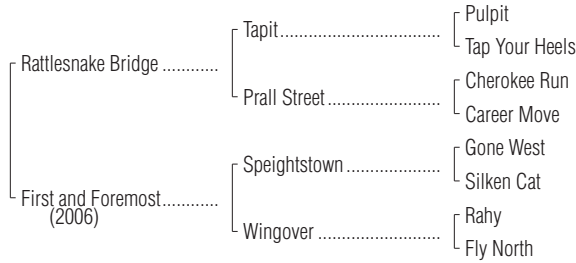 Pulpit
Tapit
Tap Your Heels
Rattlesnake Bridge
Cherokee Run
Prall Street
Career Move
Gone West
Speightstown
Silken Cat
First and Foremost
(2006)
Rahy
Wingover
Fly North